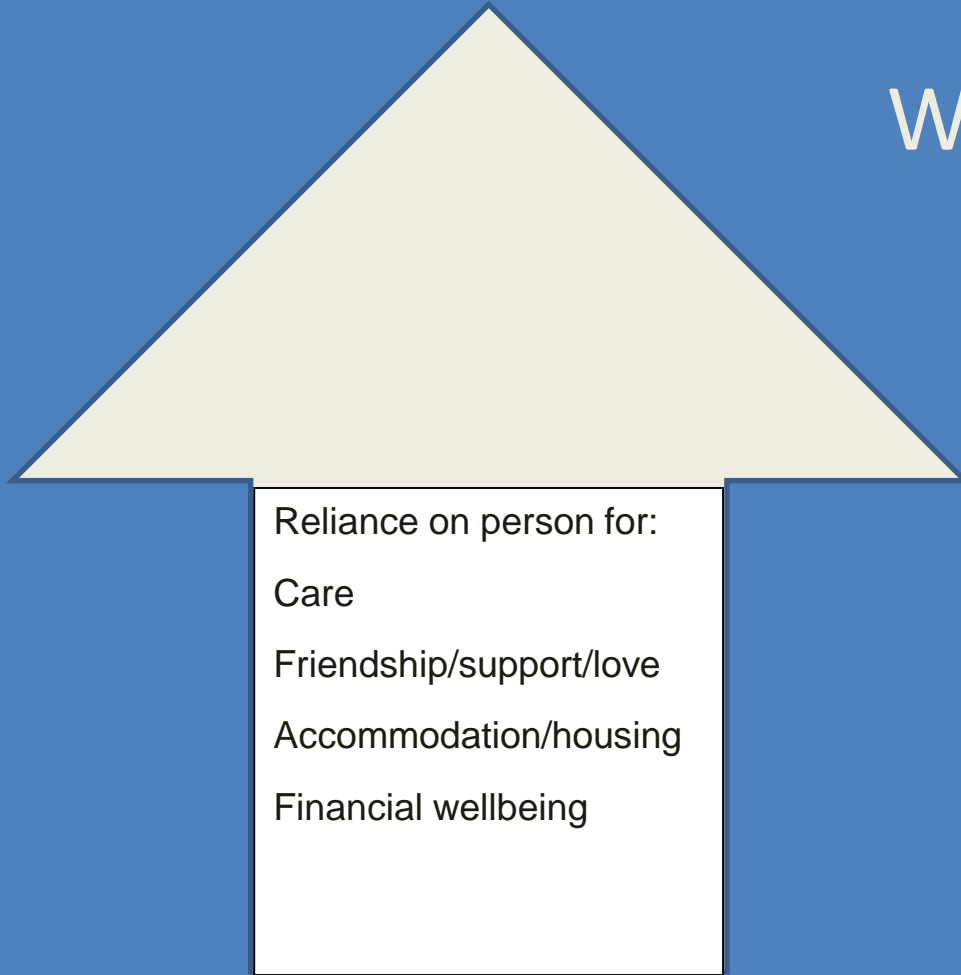 W
Reliance on person for:
Care
Friendship/support/love
Accommodation/housing
Financial wellbeing